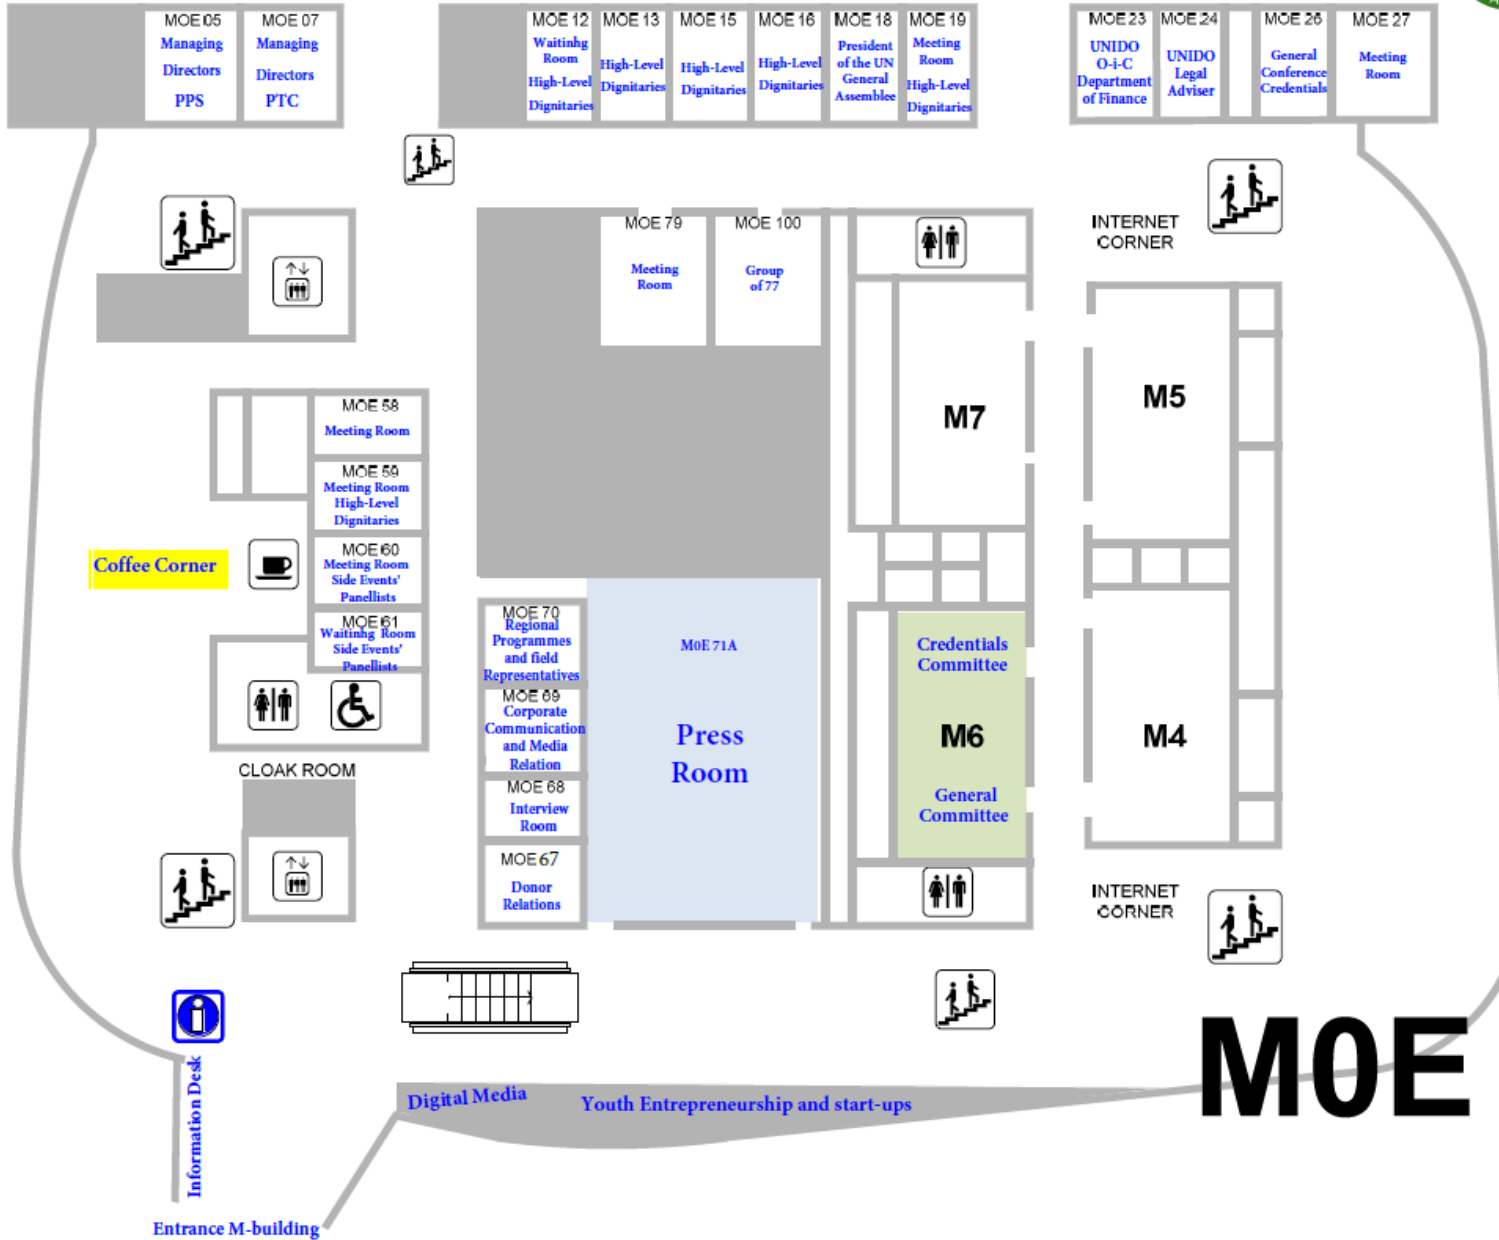 MOE 05
Managing
Directors
PPS
MOE 07
Managing
Directors
PTC
MOE 12
Waitinhg
Room
High-Level
Dignitaries
MOE 13
High-Level
Dignitaries
MOE 15
High-Level
Dignitaries
MOE 16
High-Level
Dignitaries
MOE 18
President
of the UN
General
Assemblee
MOE 19
Meeting
Room
High-Level
Dignitaries
MOE 23
UNIDO
O-i-C
Department
of Finance
MOE 24
UNIDO
Legal
Adviser
MOE 26
General
Conference
Credentials
MOE 27
Meeting
Room
MOE 79
Meeting
Room
MOE 100
Group
of 77
INTERNET
CORNER
MOE 58
Meeting Room
MOE 59
Meeting Room
High-Level
Dignitaries
MOE 60
Meeting Room
Side Events'
Panellists
MOE 61
Waitinhg Room
Side Events'
Panellists
Coffee Corner
M7
M5
MOE 70
Regional
Programmes
and field
Representatives
MOE 69
Corporate
Communication
and Media
Relation
MOE 68
Interview
Room
MOE 67
Donor
Relations
M0E 71A
Press
Room
Credentials
Committee
M6
General
Committee
M4
CLOAK ROOM
INTERNET
CORNER
M0E
Information Desk
Digital Media
Youth Entrepreneurship and start-ups
Entrance M-building